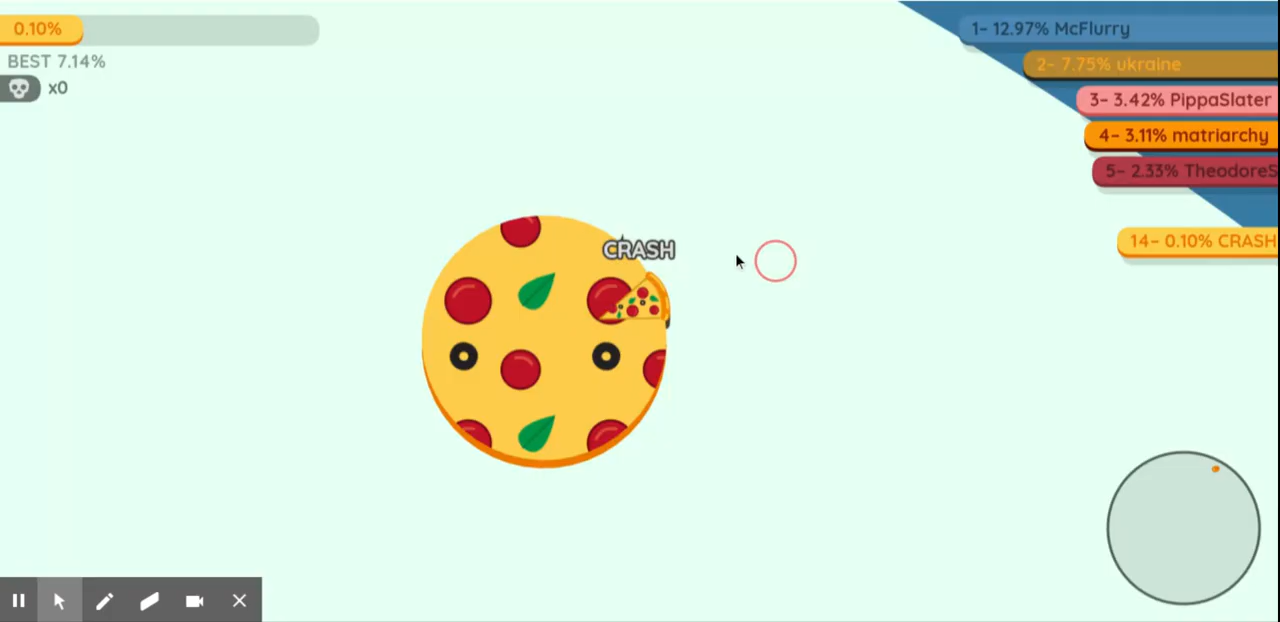 0.10%
BEST 7.14%
x0
1- 12.97% McFlurry
2- 7.75% ukraine
3- 3.42% PippaSlater
4- 3.11% matriarchy
5- 2.33% TheodoreS
14- 0.10% CRASH
CRASH